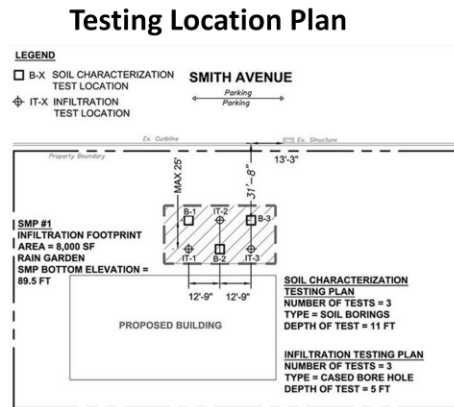 Testing Location Plan
LEGEND
B-X SOIL CHARACTERIZATION
TEST LOCATION
IT-X INFILTRATION
TEST LOCATION
SMITH AVENUE
Parking
Parking
Ex. Curbline
Ex. Structure
Property Boundary
13'-3"
MAX 25'
31'-8"
B-1
IT-2
B-3
IT-1
B-2
IT-3
12'-9"
12'-9"
SMP #1
INFILTRATION FOOTPRINT
AREA = 8,000 SF
RAIN GARDEN
SMP BOTTOM ELEVATION =
89.5 FT
PROPOSED BUILDING
SOIL CHARACTERIZATION
TESTING PLAN
NUMBER OF TESTS = 3
TYPE = SOIL BORINGS
DEPTH OF TEST = 11 FT
INFILTRATION TESTING PLAN
NUMBER OF TESTS = 3
TYPE = CASED BORE HOLE
DEPTH OF TEST = 5 FT